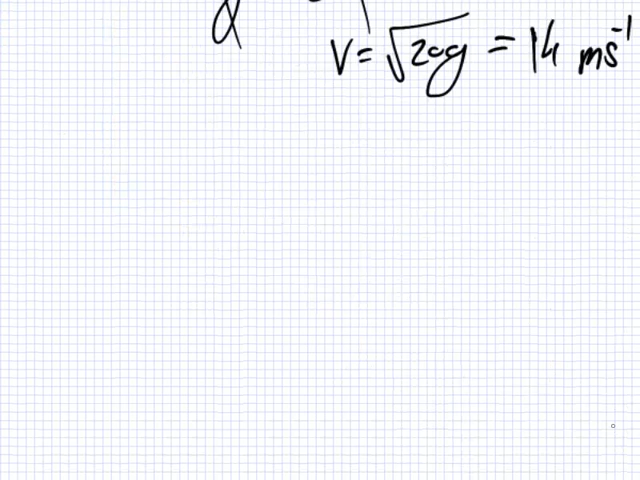 V = √20g = 14 ms⁻¹